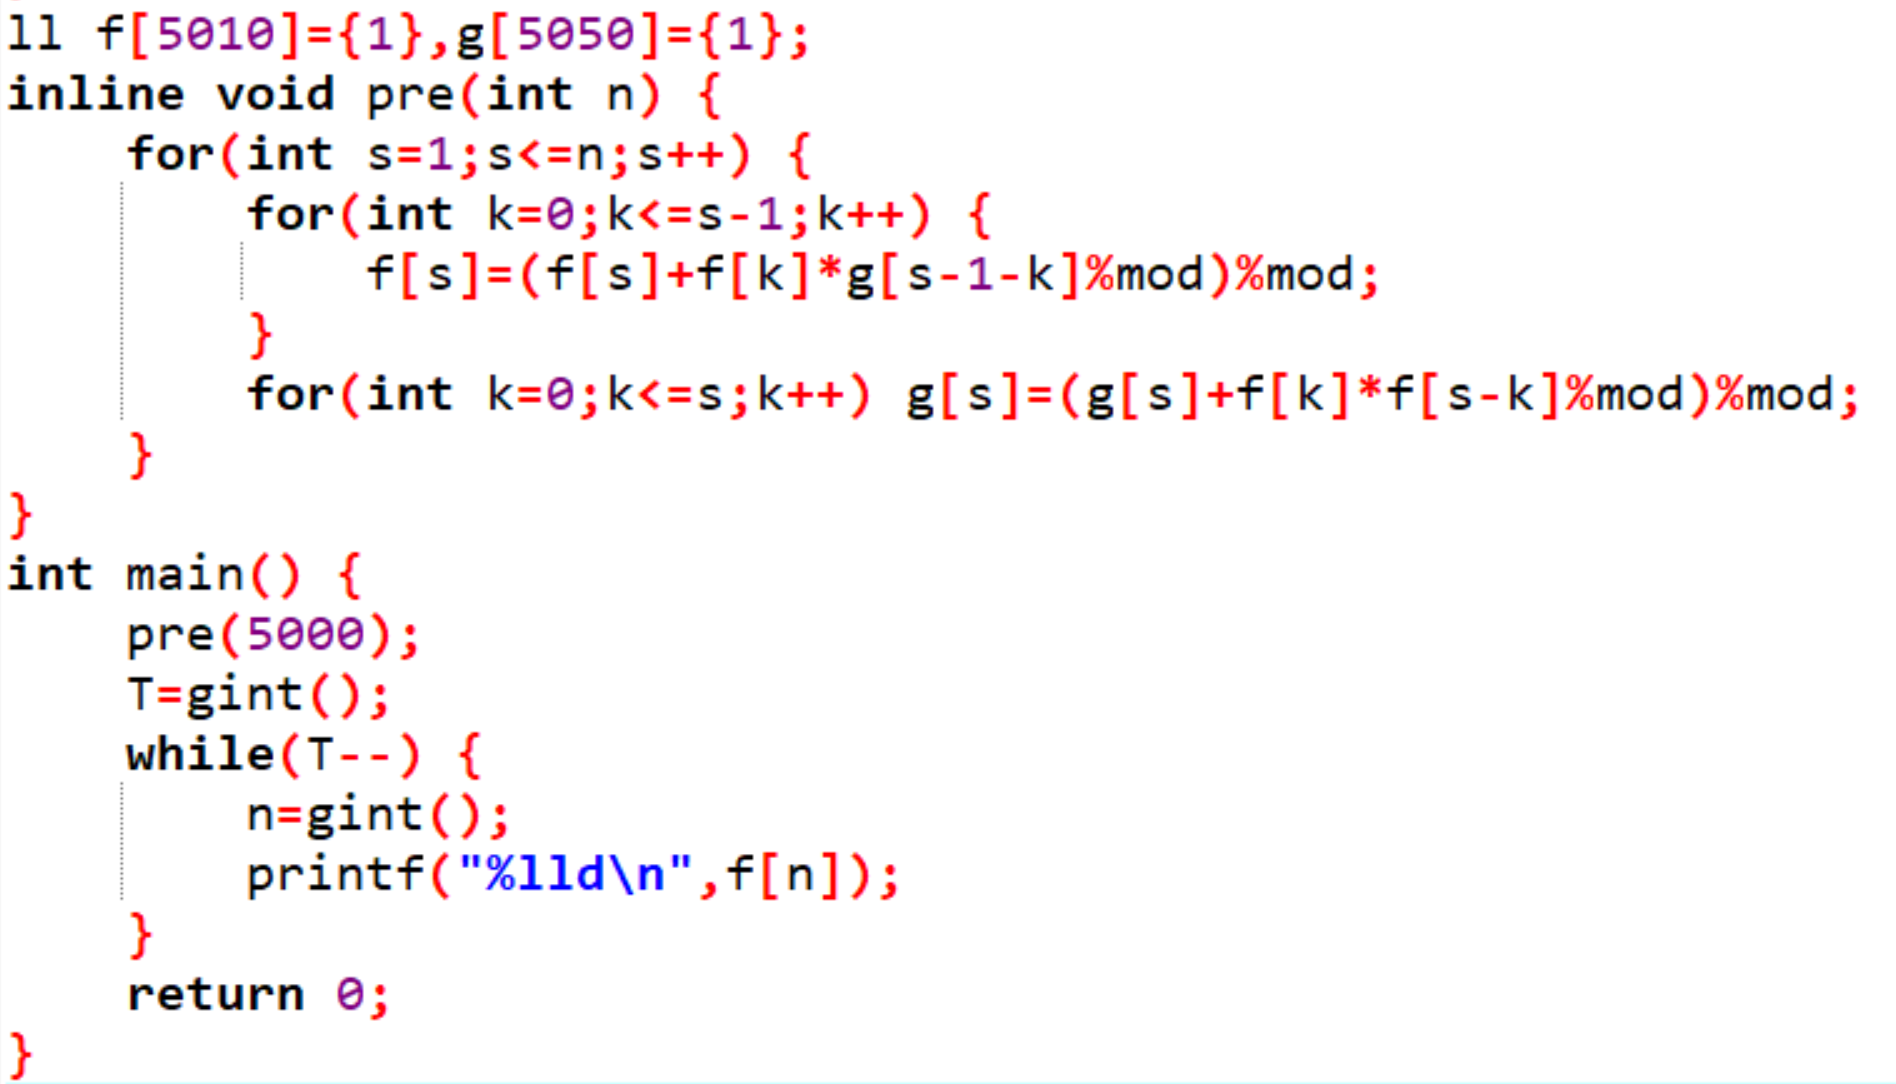 ll f[5010]={1},g[5050]={1};
inline void pre(int n) {
    for(int s=1;s<=n;s++) {
        for(int k=0;k<=s-1;k++) {
            f[s]=(f[s]+f[k]*g[s-1-k]%mod)%mod;
        }
        for(int k=0;k<=s;k++) g[s]=(g[s]+f[k]*f[s-k]%mod)%mod;
    }
}
int main() {
    pre(5000);
    T=gint();
    while(T--) {
        n=gint();
        printf("%lld\n",f[n]);
    }
    return 0;
}